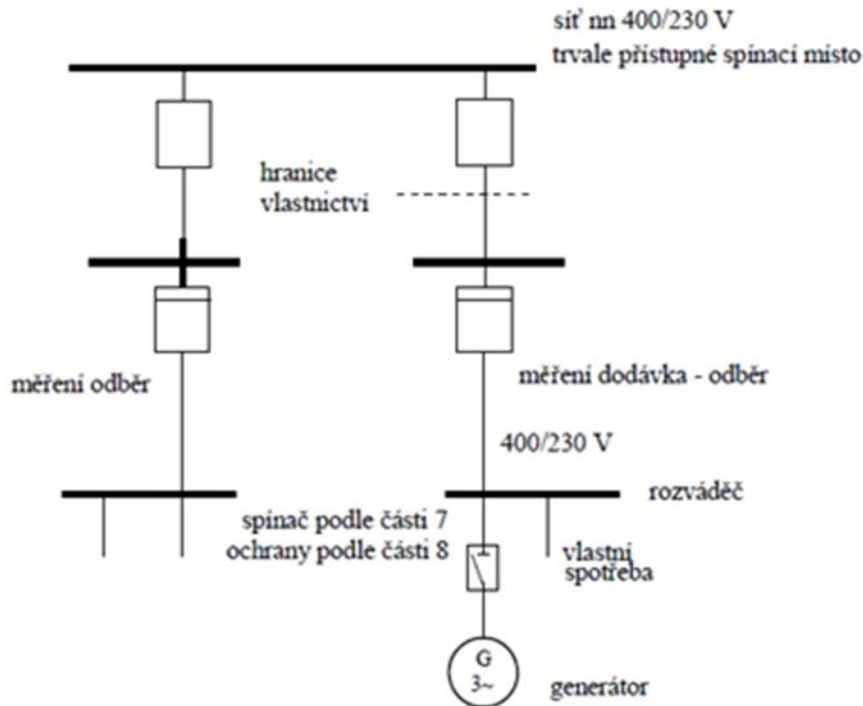 síť nn 400/230 V
trvale přístupné spínací místo
hranice
vlastnictví
měření odběr
měření dodávka - odběr
400/230 V
rozváděč
spínač podle části 7
ochrany podle části 8
vlastní
spotřeba
G
3~
generátor